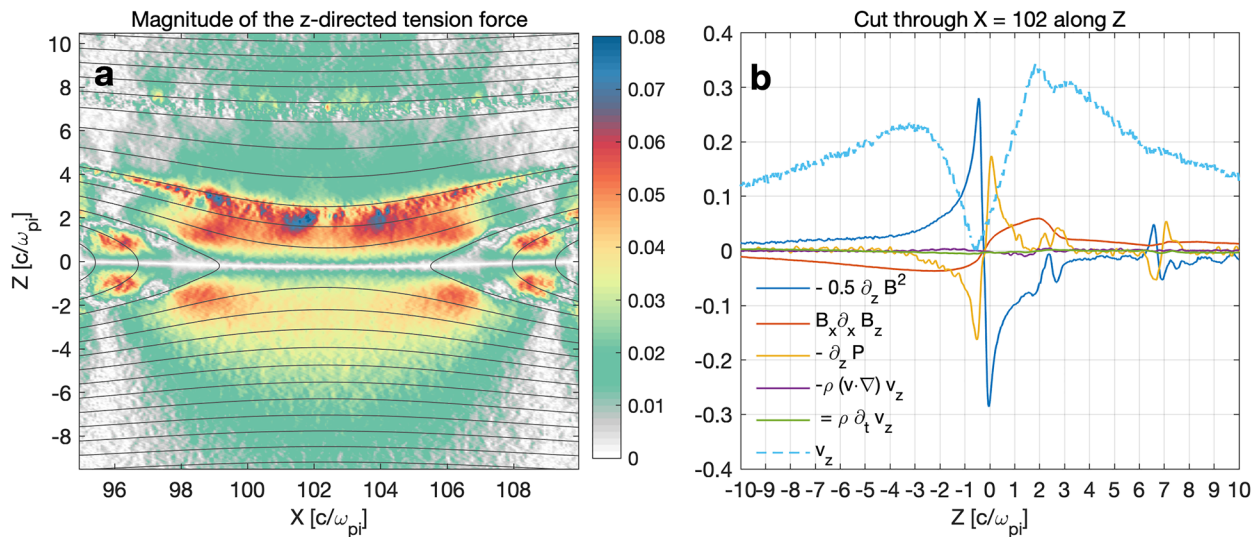 Magnitude of the z-directed tension force
a
10
8
6
4
2
0
-2
-4
-6
-8
Z [c/ω_pi]
96 98 100 102 104 106 108
X [c/ω_pi]
0.08
0.07
0.06
0.05
0.04
0.03
0.02
0.01
0
Cut through X = 102 along Z
b
0.4
0.3
0.2
0.1
0
-0.1
-0.2
-0.3
-0.4
- 0.5 ∂_z B²
B_x∂_x B_z
- ∂_z P
-ρ (v·∇) v_z
= ρ ∂_t v_z
v_z
-10 -9 -8 -7 -6 -5 -4 -3 -2 -1 0 1 2 3 4 5 6 7 8 9 10
Z [c/ω_pi]